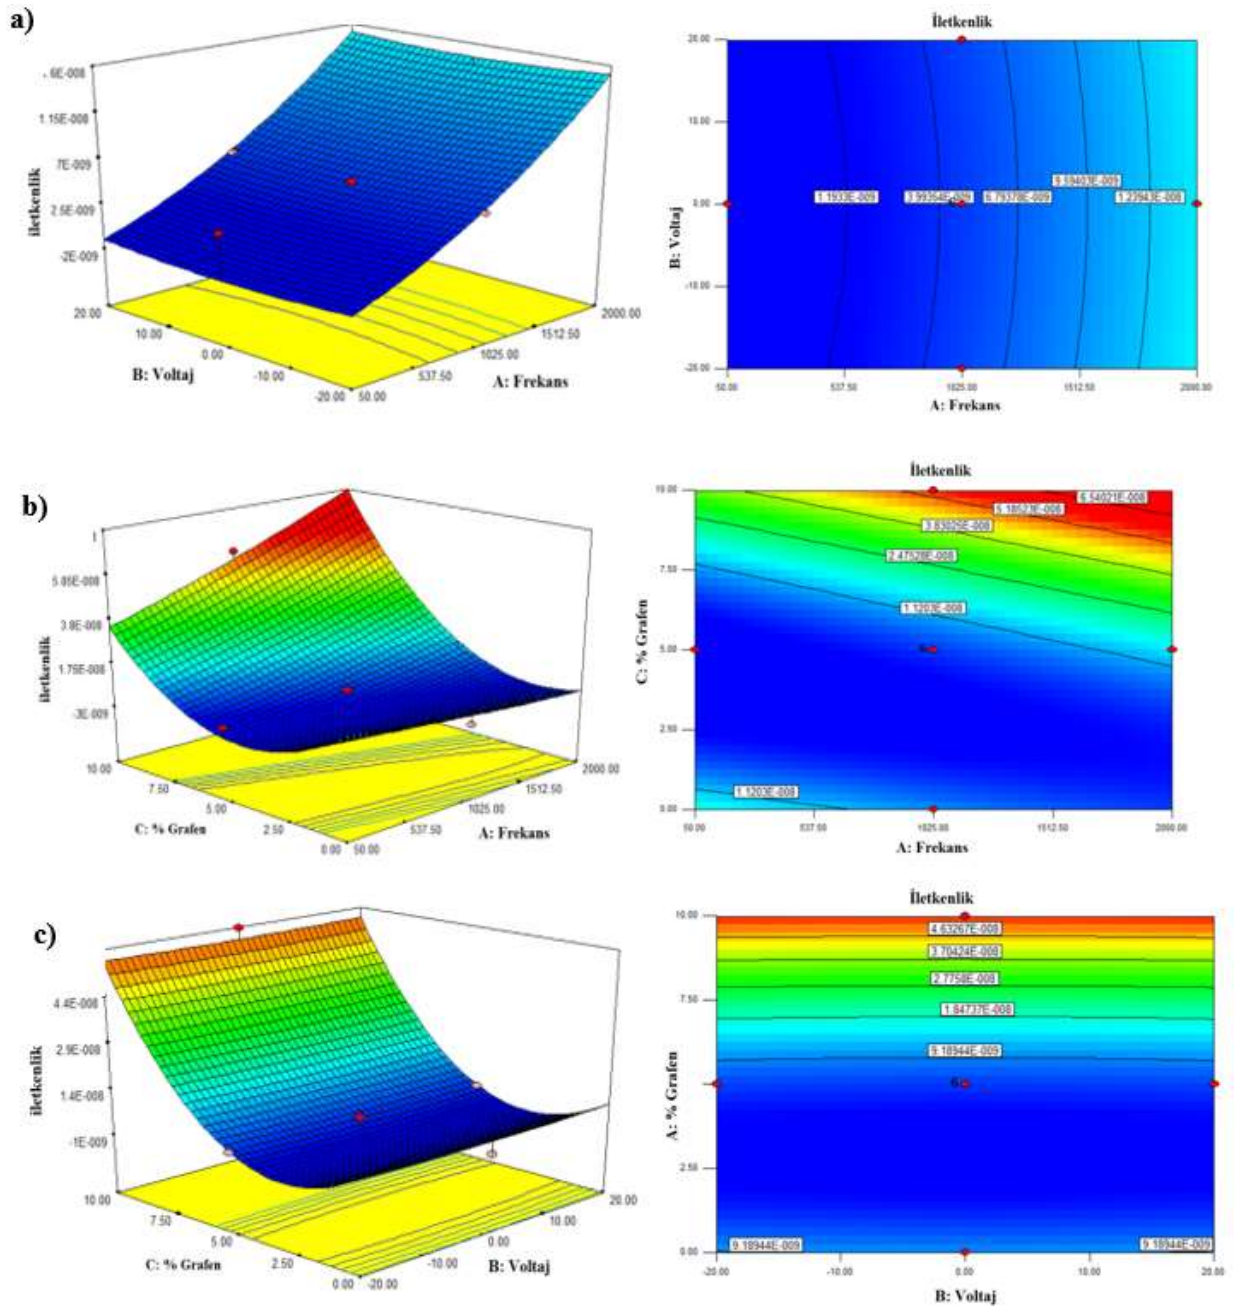 a)
.6E-008
1.15E-008
7E-009
2.5E-009
-2E-009
iletkenlik
20.00
10.00
0.00
-10.00
-20.00
B: Voltaj
50.00
537.50
1025.00
1512.50
2000.00
A: Frekans
İletkenlik
20.00
10.00
0.00
-10.00
B: Voltaj
1.1933E-009
6.79378E-009
9.59403E-009
1.23943E-008
50.00
537.50
1025.00
1512.50
2000.00
A: Frekans
b)
5.85E-008
3.8E-008
1.75E-008
-3E-009
iletkenlik
10.00
7.50
5.00
2.50
0.00
C: % Grafen
50.00
537.50
1025.00
1512.50
2000.00
A: Frekans
İletkenlik
10.00
7.50
5.00
2.50
0.00
C: % Grafen
6.54021E-008
5.18523E-008
3.83025E-008
2.47528E-008
1.1203E-008
1.1203E-008
50.00
537.50
1025.00
1512.50
2000.00
A: Frekans
c)
4.4E-008
2.9E-008
1.4E-008
-1E-009
iletkenlik
10.00
7.50
5.00
2.50
0.00
C: % Grafen
-20.00
-10.00
0.00
10.00
20.00
B: Voltaj
İletkenlik
10.00
7.50
2.50
0.00
A: % Grafen
4.63267E-008
3.70424E-008
2.7758E-008
1.84737E-008
9.18944E-009
6
9.18944E-009
9.18944E-009
-20.00
-10.00
0.00
10.00
20.00
B: Voltaj